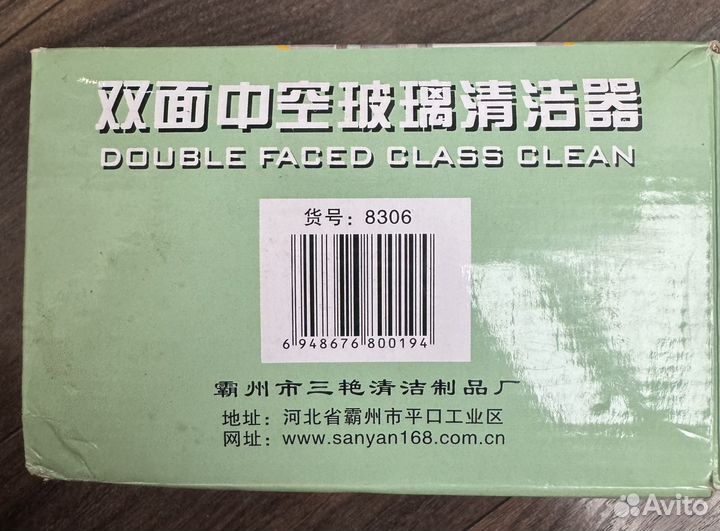 双面中空玻璃清洁器
DOUBLE FACED CLASS CLEAN
货号：8306
6 948676 800194
霸州市三艳清洁制品厂
地址：河北省霸州市平口工业区
网址：www.sanyan168.com.cn
Avito